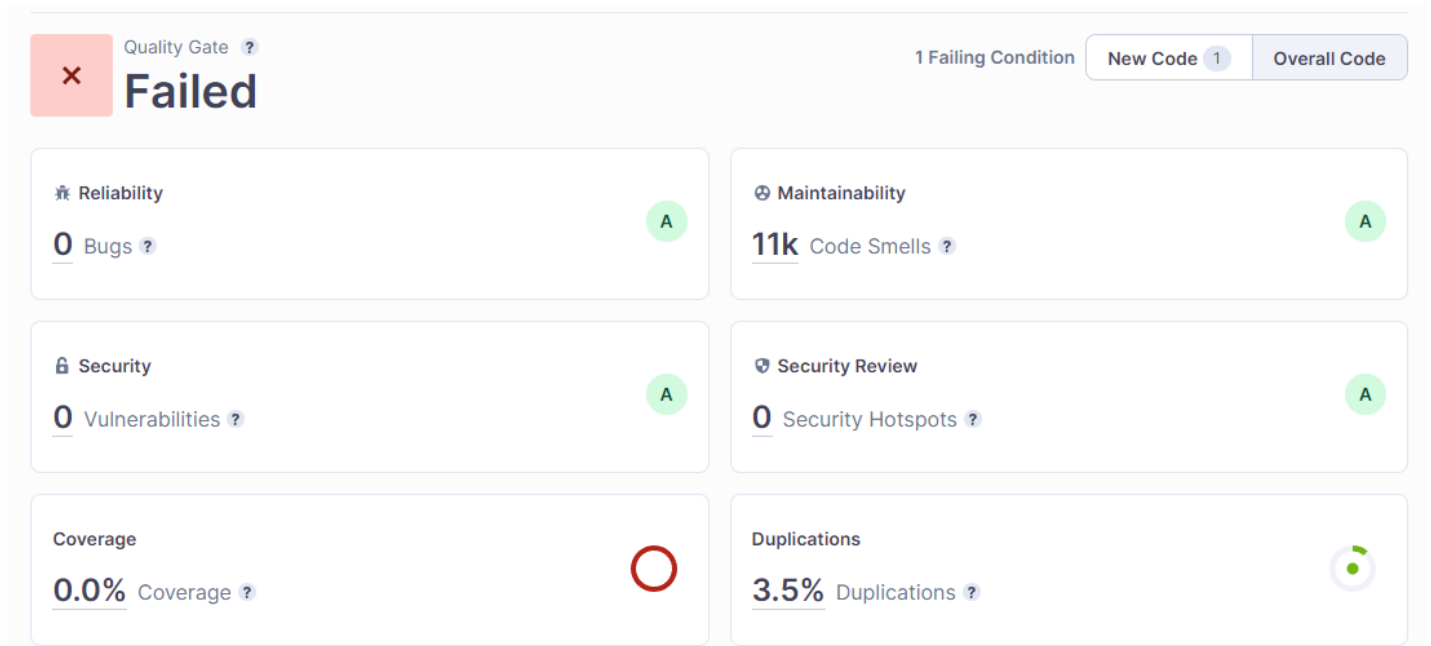 Quality Gate ?
Failed
1 Failing Condition New Code 1 Overall Code
Reliability
0 Bugs ?
A
Maintainability
11k Code Smells ?
A
Security
0 Vulnerabilities ?
A
Security Review
0 Security Hotspots ?
A
Coverage
0.0% Coverage ?
Duplications
3.5% Duplications ?